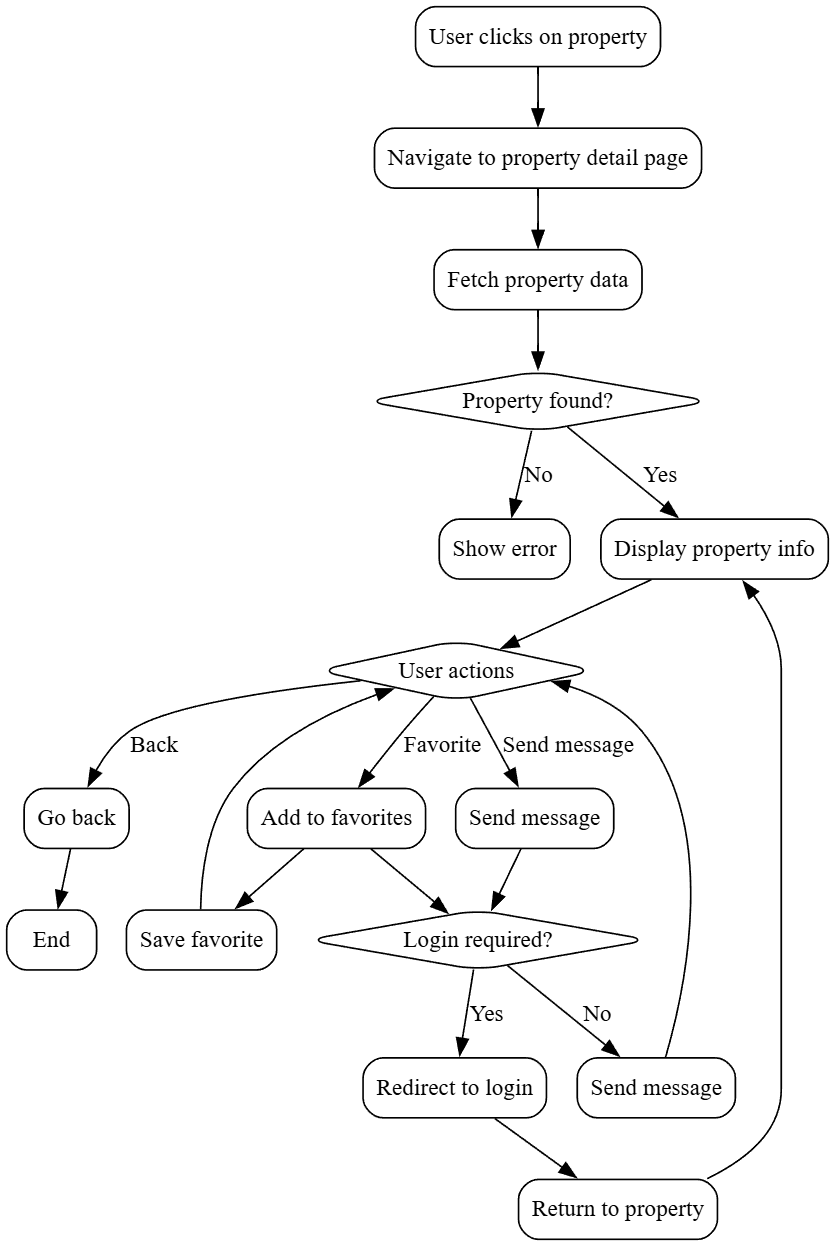 User clicks on property
Navigate to property detail page
Fetch property data
Property found?
No
Yes
Show error
Display property info
User actions
Back
Favorite
Send message
Go back
Add to favorites
Send message
End
Save favorite
Login required?
Yes
No
Redirect to login
Send message
Return to property